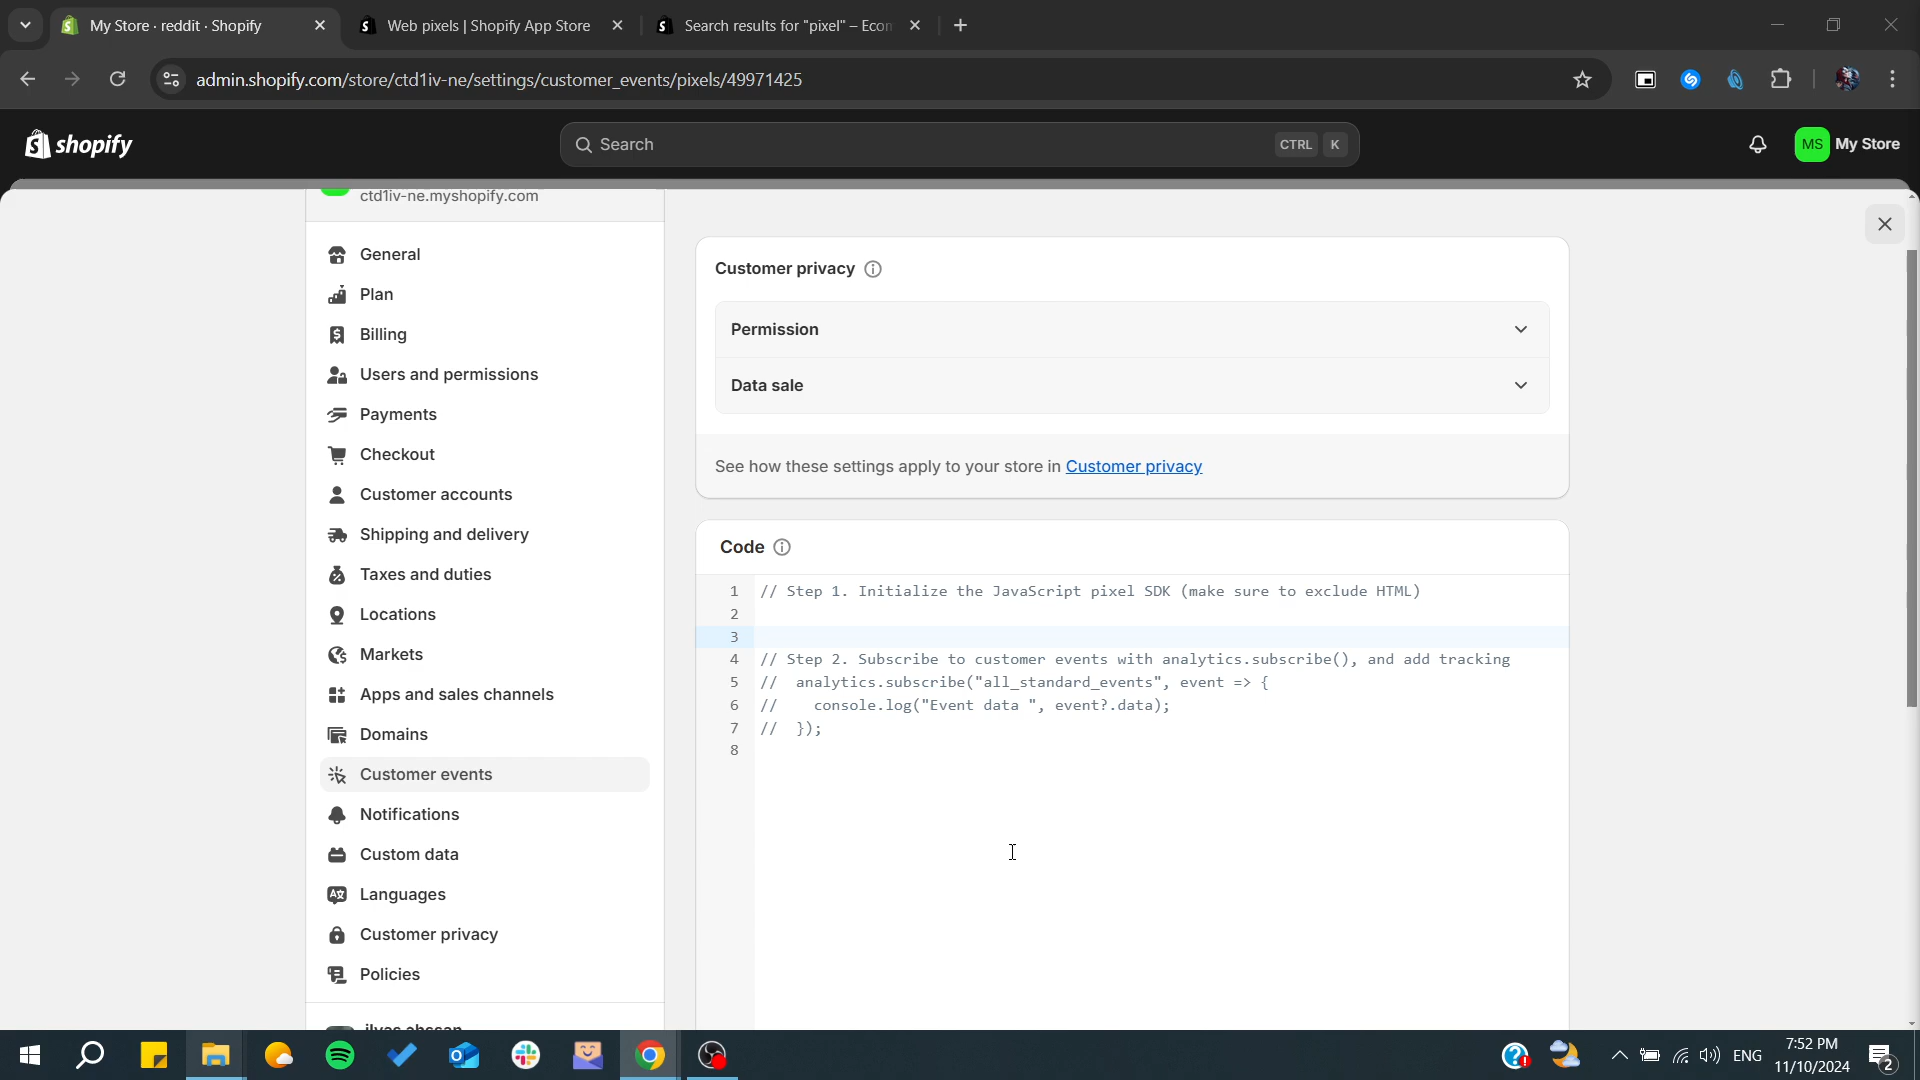 My Store · reddit · Shopify
Web pixels | Shopify App Store
Search results for "pixel" – Econ
admin.shopify.com/store/ctd1iv-ne/settings/customer_events/pixels/49971425
shopify
Search
CTRL K
MS
My Store
ctd1iv-ne.myshopify.com
General
Plan
Billing
Users and permissions
Payments
Checkout
Customer accounts
Shipping and delivery
Taxes and duties
Locations
Markets
Apps and sales channels
Domains
Customer events
Notifications
Custom data
Languages
Customer privacy
Policies
Customer privacy
Permission
Data sale
See how these settings apply to your store in Customer privacy
Code
1 // Step 1. Initialize the JavaScript pixel SDK (make sure to exclude HTML)
2
3
4 // Step 2. Subscribe to customer events with analytics.subscribe(), and add tracking
5 //  analytics.subscribe("all_standard_events", event => {
6 //    console.log("Event data ", event?.data);
7 //  });
8
ENG
7:52 PM
11/10/2024
2